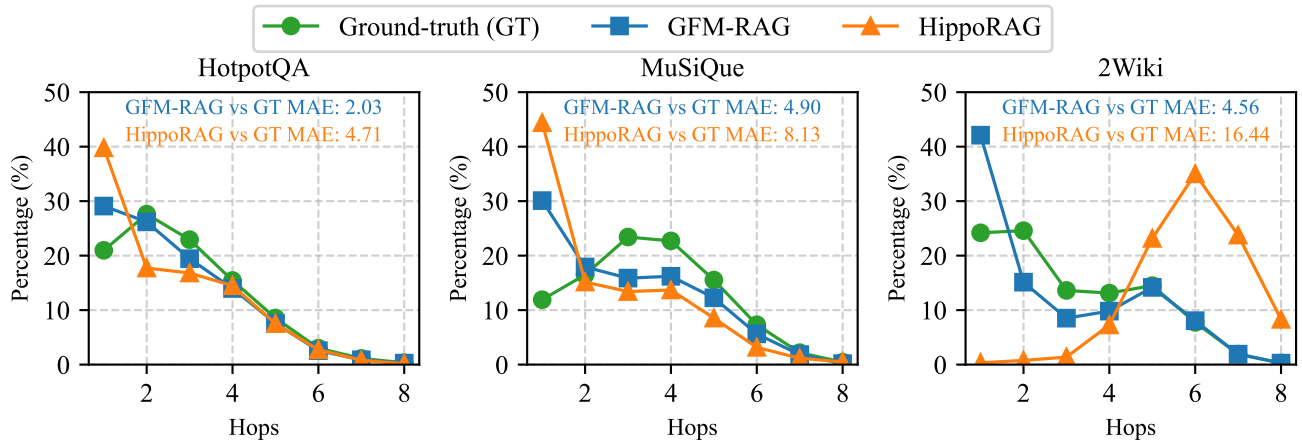 Ground-truth (GT) GFM-RAG HippoRAG
HotpotQA
GFM-RAG vs GT MAE: 2.03
HippoRAG vs GT MAE: 4.71
Percentage (%)
50
40
30
20
10
0
2 4 6 8
Hops
MuSiQue
GFM-RAG vs GT MAE: 4.90
HippoRAG vs GT MAE: 8.13
Percentage (%)
50
40
30
20
10
0
2 4 6 8
Hops
2Wiki
GFM-RAG vs GT MAE: 4.56
HippoRAG vs GT MAE: 16.44
Percentage (%)
50
40
30
20
10
0
2 4 6 8
Hops